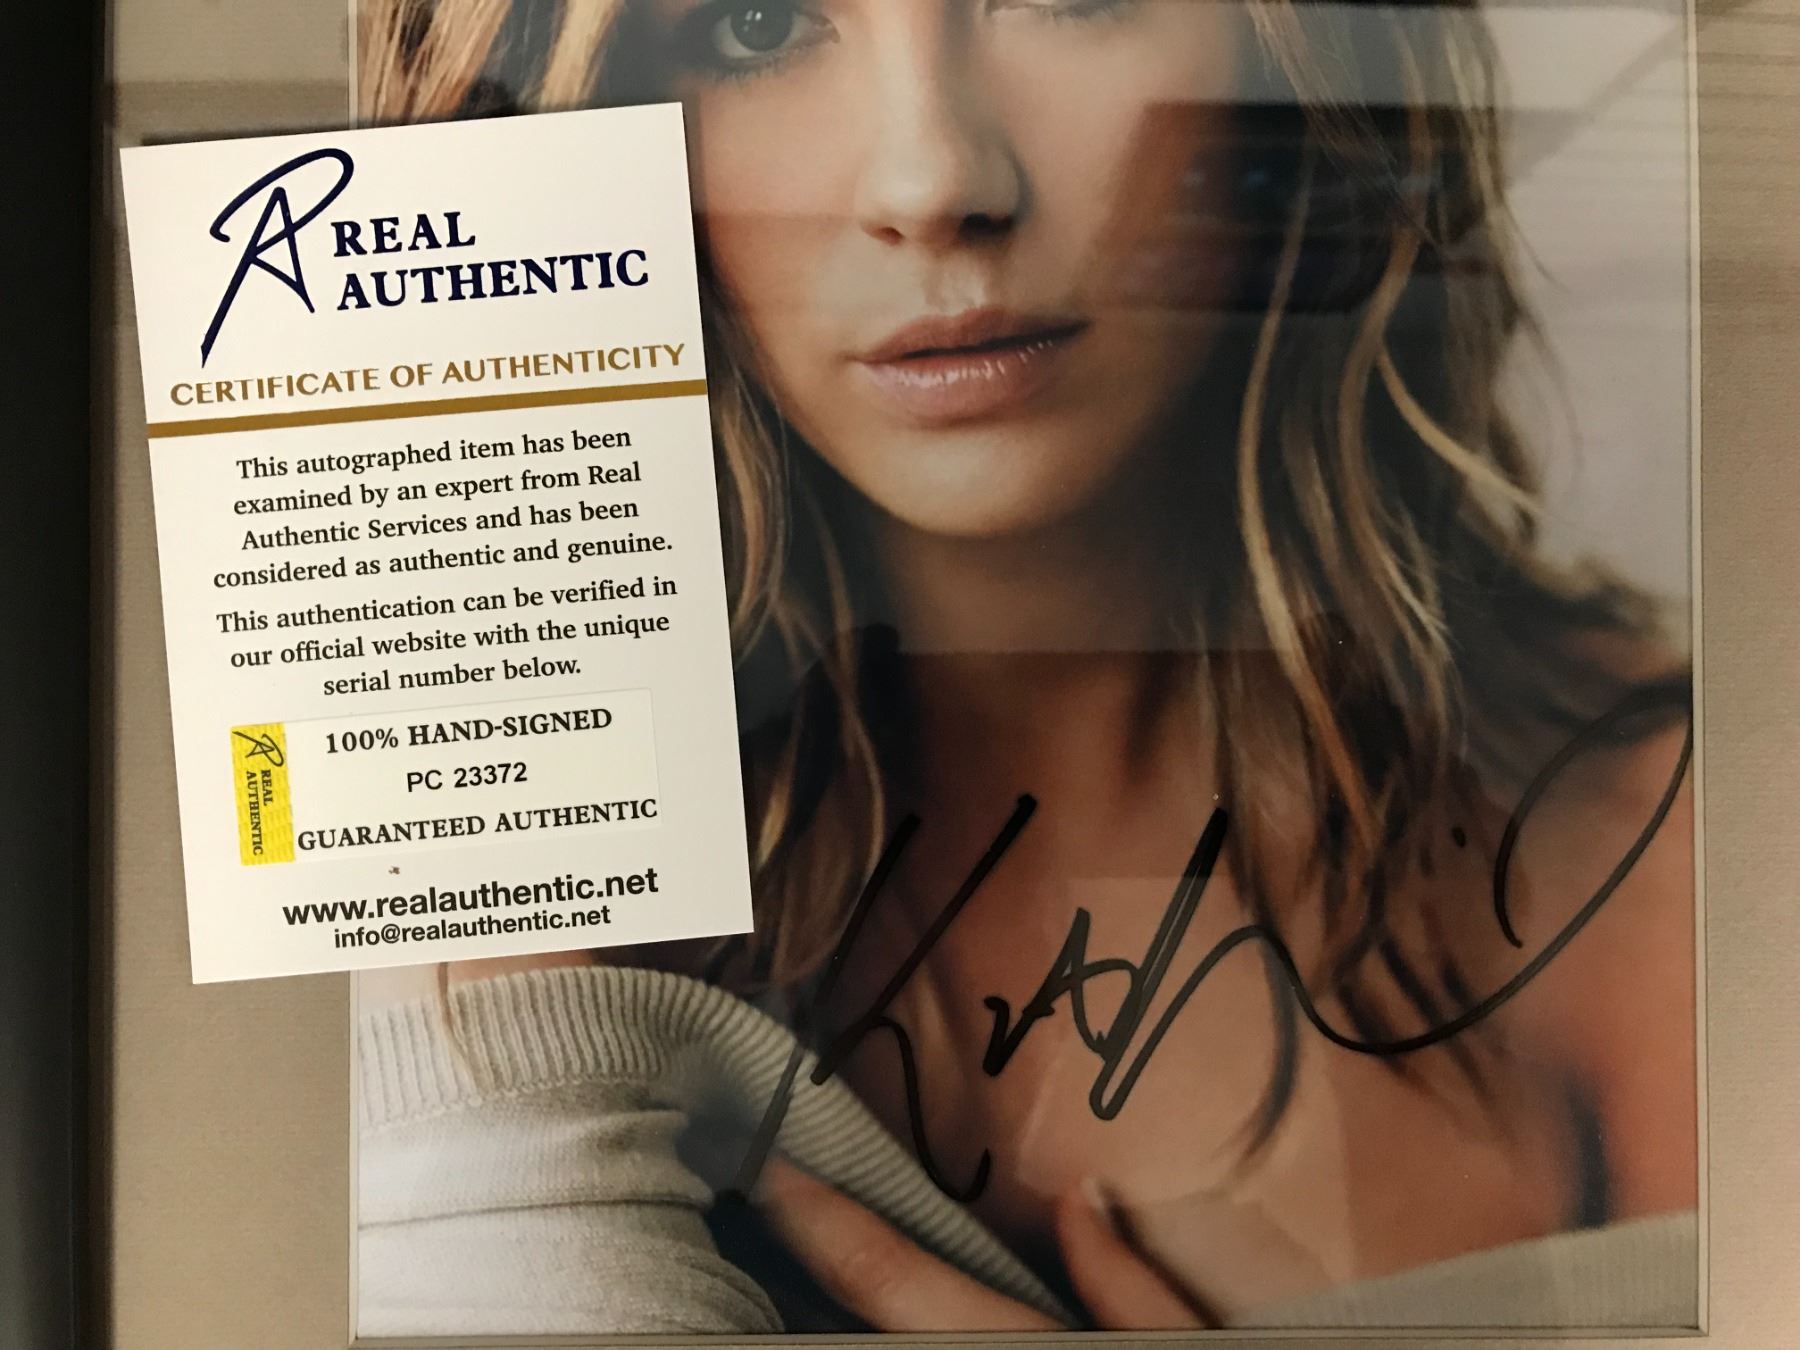 REAL
AUTHENTIC
CERTIFICATE OF AUTHENTICITY
This autographed item has been
examined by an expert from Real
Authentic Services and has been
considered as authentic and genuine.
This authentication can be verified in
our official website with the unique
serial number below.
REAL
AUTHENTIC
100% HAND-SIGNED
PC 23372
GUARANTEED AUTHENTIC
www.realauthentic.net
info@realauthentic.net